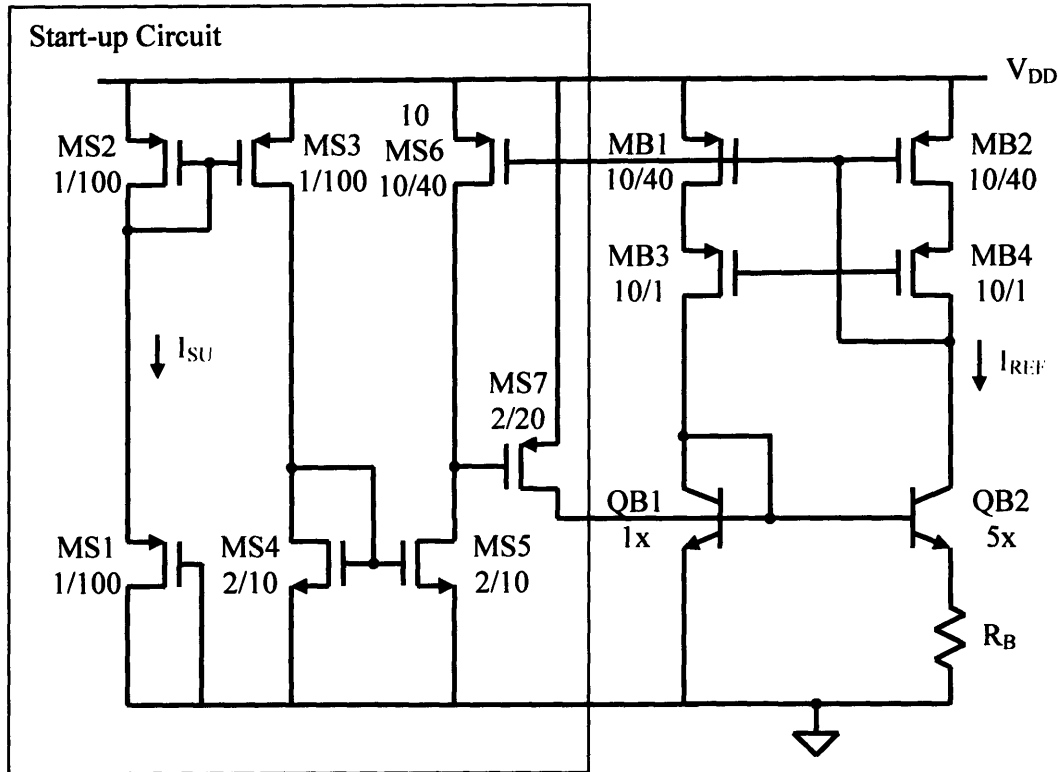 Start-up Circuit
V_DD
10
MS2
1/100
MS3
1/100
MS6
10/40
MB1
10/40
MB2
10/40
MB3
10/1
MB4
10/1
I_SU
I_REF
MS7
2/20
MS1
1/100
MS4
2/10
MS5
2/10
QB1
1x
QB2
5x
R_B